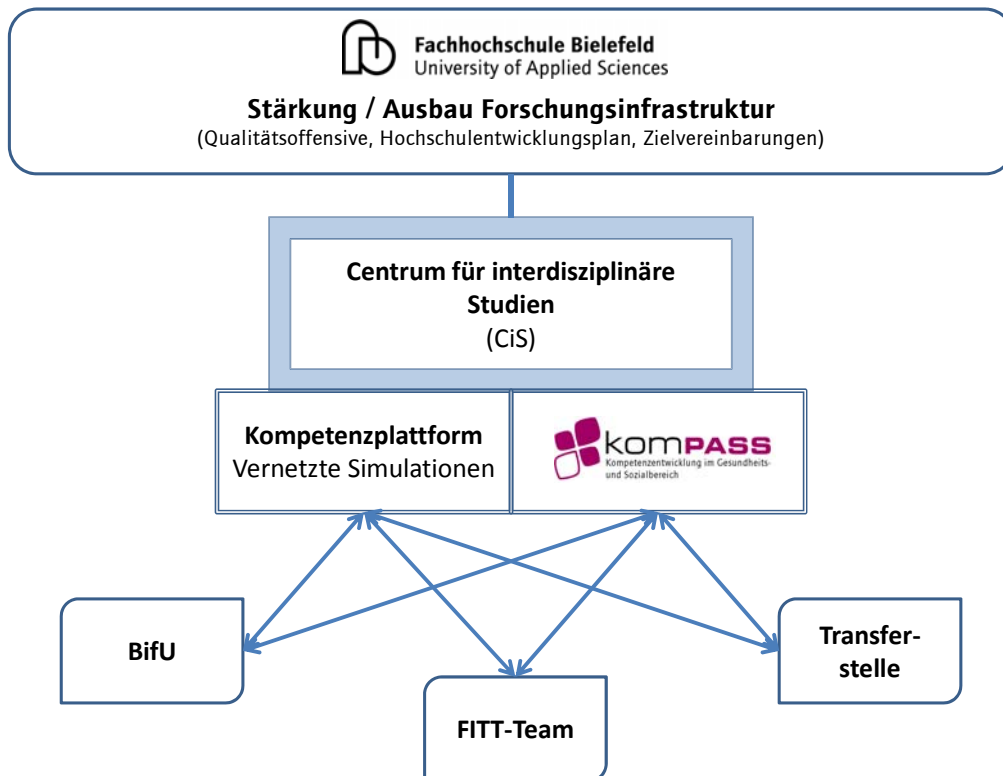 Fachhochschule Bielefeld
University of Applied Sciences
Stärkung / Ausbau Forschungsinfrastruktur
(Qualitätsoffensive, Hochschulentwicklungsplan, Zielvereinbarungen)
Centrum für interdisziplinäre
Studien
(CiS)
Kompetenzplattform
Vernetzte Simulationen
komPASS
Kompetenzentwicklung im Gesundheits-
und Sozialbereich
BifU
FITT-Team
Transfer-
stelle